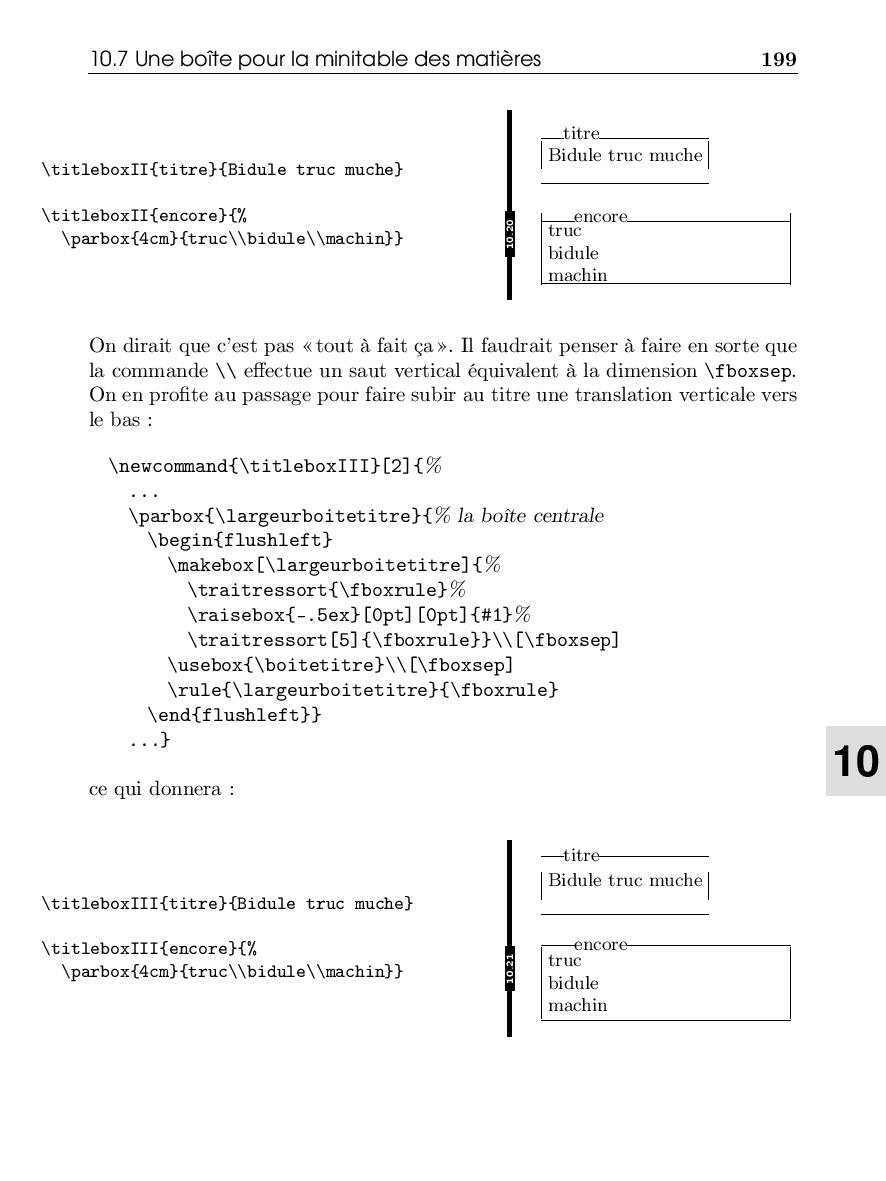 10.7 Une boîte pour la minitable des matières 199
\titleboxII{titre}{Bidule truc muche}
\titleboxII{encore}{%
\parbox{4cm}{truc\\bidule\\machin}}
10.20
titre
Bidule truc muche
encore
truc
bidule
machin
On dirait que c'est pas « tout à fait ça ». Il faudrait penser à faire en sorte que
la commande \\ effectue un saut vertical équivalent à la dimension \fboxsep.
On en profite au passage pour faire subir au titre une translation verticale vers
le bas :
\newcommand{\titleboxIII}[2]{%
...
\parbox{\largeurboitetitre}{% la boîte centrale
\begin{flushleft}
\makebox[\largeurboitetitre]{%
\traitressort{\fboxrule}%
\raisebox{-.5ex}[0pt][0pt]{#1}%
\traitressort[5]{\fboxrule}}\\[\fboxsep]
\usebox{\boitetitre}\\[\fboxsep]
\rule{\largeurboitetitre}{\fboxrule}
\end{flushleft}}
...}
10
ce qui donnera :
\titleboxIII{titre}{Bidule truc muche}
\titleboxIII{encore}{%
\parbox{4cm}{truc\\bidule\\machin}}
10.21
titre
Bidule truc muche
encore
truc
bidule
machin